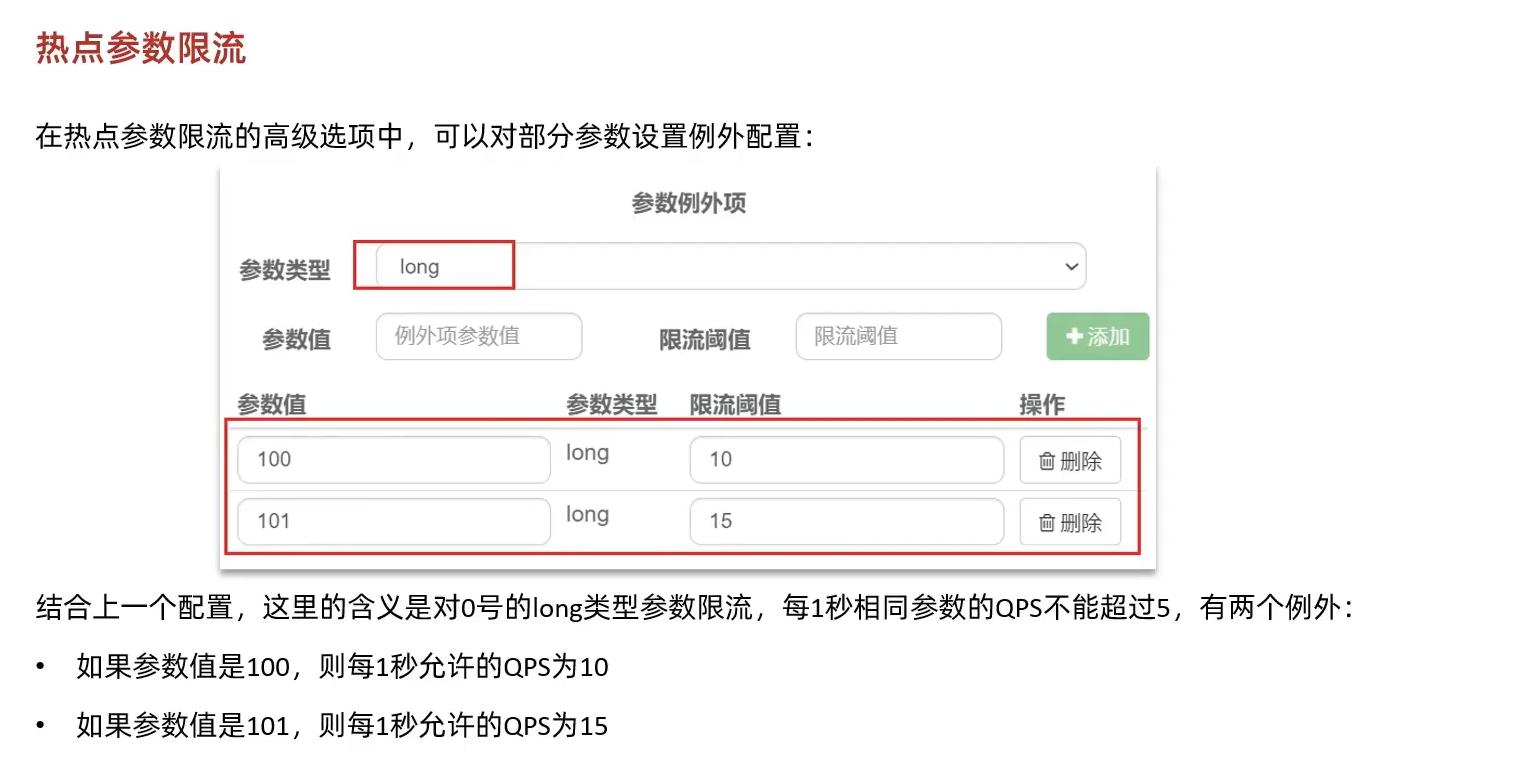 热点参数限流
在热点参数限流的高级选项中，可以对部分参数设置例外配置：
参数例外项
参数类型 long
参数值 例外项参数值 限流阈值 限流阈值 添加
参数值 参数类型 限流阈值 操作
100 long 10 删除
101 long 15 删除
结合上一个配置，这里的含义是对0号的long类型参数限流，每1秒相同参数的QPS不能超过5，有两个例外：
• 如果参数值是100，则每1秒允许的QPS为10
• 如果参数值是101，则每1秒允许的QPS为15